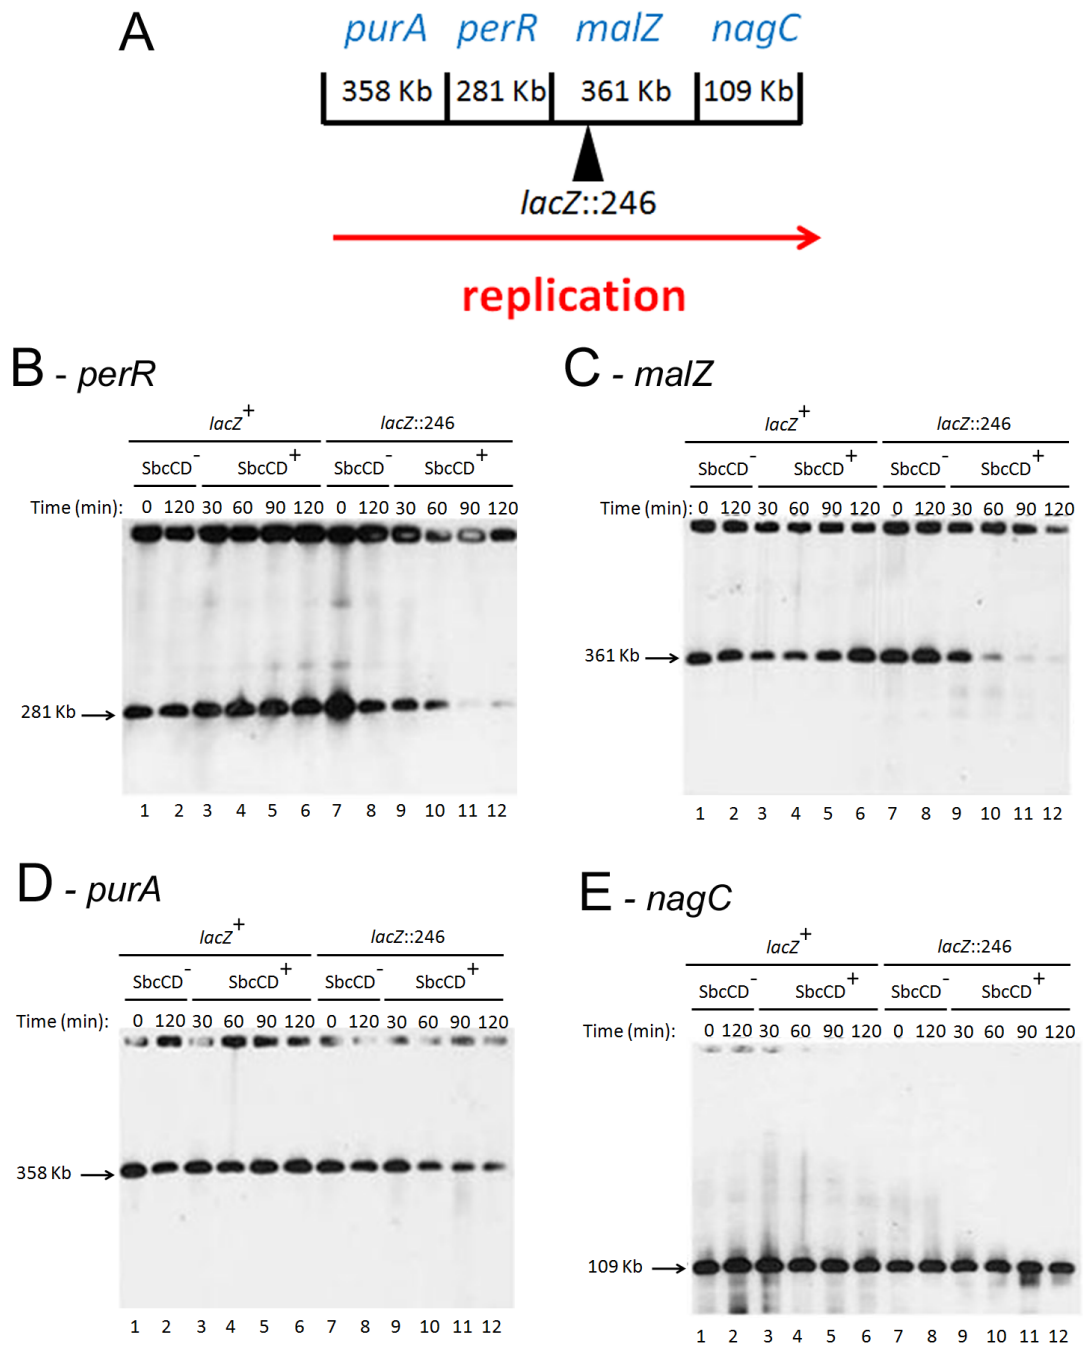 A
purA perR malZ nagC
358 Kb 281 Kb 361 Kb 109 Kb
lacZ::246
replication
B - perR
lacZ+ lacZ::246
SbcCD- SbcCD+ SbcCD- SbcCD+
Time (min): 0 120 30 60 90 120 0 120 30 60 90 120
281 Kb
1 2 3 4 5 6 7 8 9 10 11 12
C - malZ
lacZ+ lacZ::246
SbcCD- SbcCD+ SbcCD- SbcCD+
Time (min): 0 120 30 60 90 120 0 120 30 60 90 120
361 Kb
1 2 3 4 5 6 7 8 9 10 11 12
D - purA
lacZ+ lacZ::246
SbcCD- SbcCD+ SbcCD- SbcCD+
Time (min): 0 120 30 60 90 120 0 120 30 60 90 120
358 Kb
1 2 3 4 5 6 7 8 9 10 11 12
E - nagC
lacZ+ lacZ::246
SbcCD- SbcCD+ SbcCD- SbcCD+
Time (min): 0 120 30 60 90 120 0 120 30 60 90 120
109 Kb
1 2 3 4 5 6 7 8 9 10 11 12